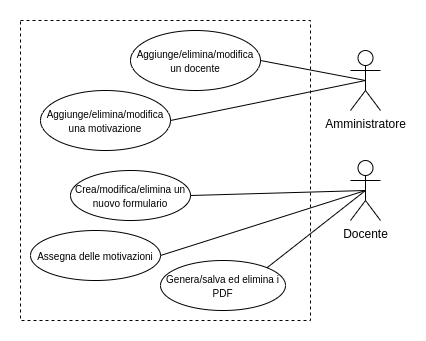 Aggiunge/elimina/modifica
un docente
Aggiunge/elimina/modifica
una motivazione
Amministratore
Crea/modifica/elimina un
nuovo formulario
Docente
Assegna delle motivazioni
Genera/salva ed elimina i
PDF